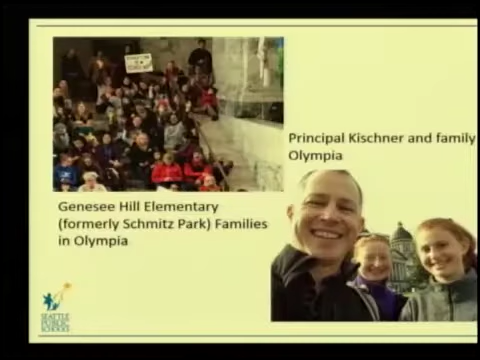 Principal Kischner and family
Olympia
Genesee Hill Elementary
(formerly Schmitz Park) Families
in Olympia
SEATTLE
PUBLIC
SCHOOLS